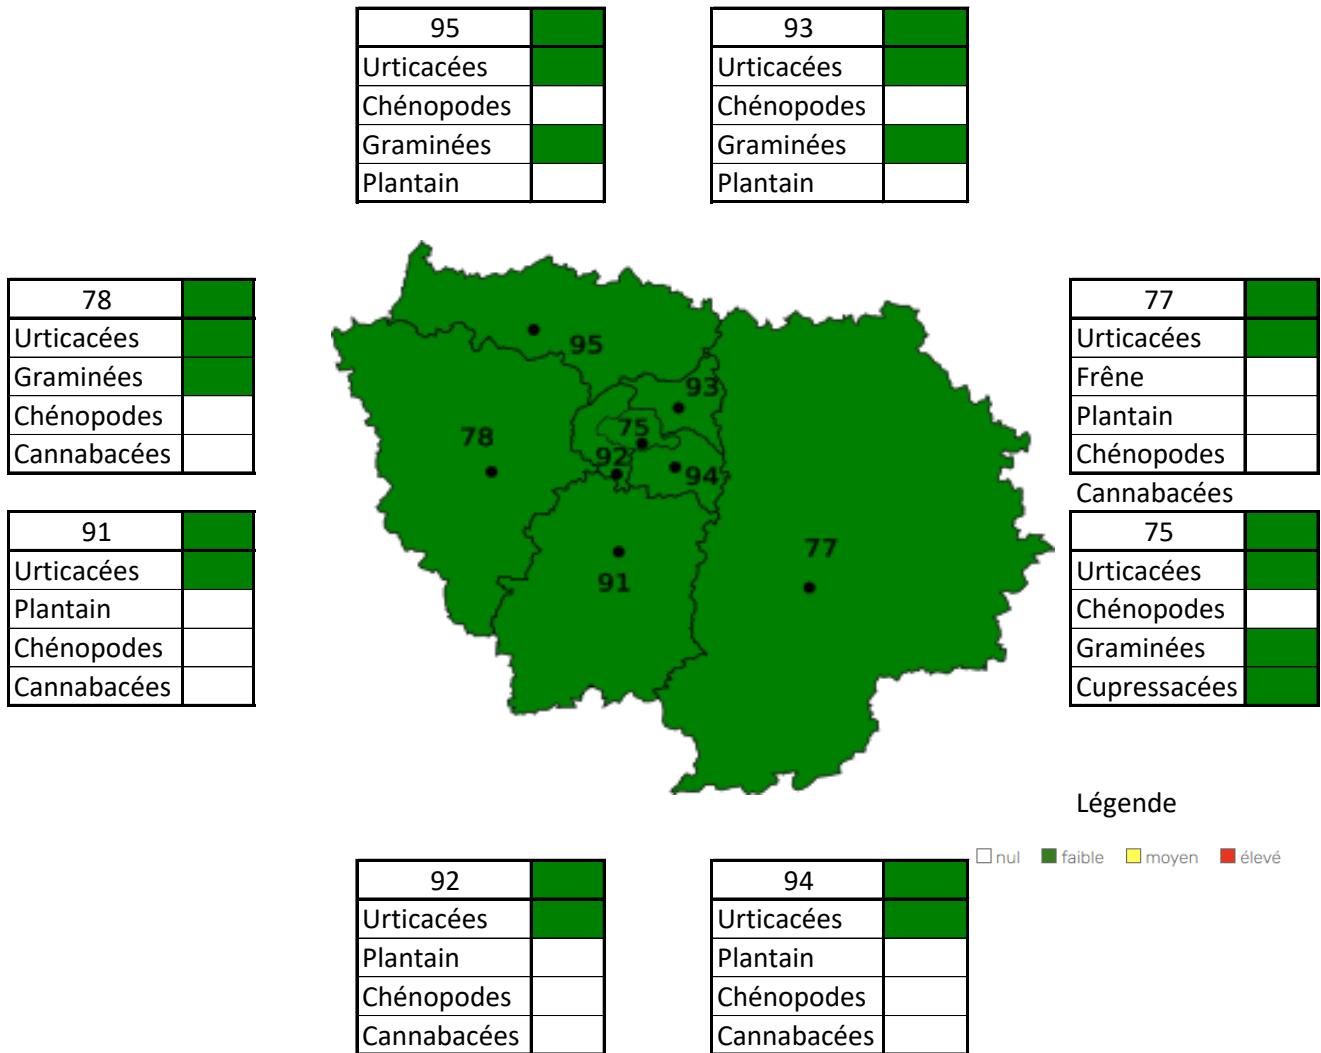 95
Urticacées
Chénopodes
Graminées
Plantain
93
Urticacées
Chénopodes
Graminées
Plantain
78
Urticacées
Graminées
Chénopodes
Cannabacées
91
Urticacées
Plantain
Chénopodes
Cannabacées
95
93
75
78
92
94
77
91
77
Urticacées
Frêne
Plantain
Chénopodes
Cannabacées
75
Urticacées
Chénopodes
Graminées
Cupressacées
Légende
nul faible moyen élevé
92
Urticacées
Plantain
Chénopodes
Cannabacées
94
Urticacées
Plantain
Chénopodes
Cannabacées